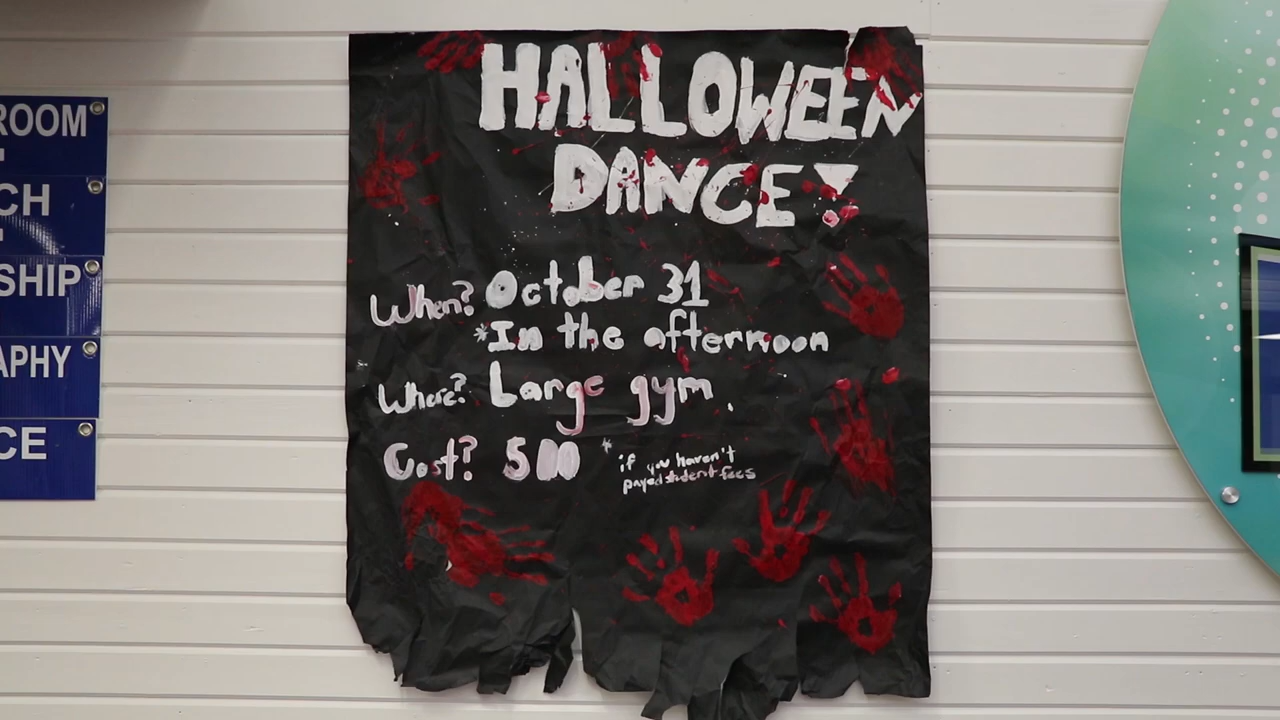 HALLOWEEN
DANCE!
When? October 31
*In the afternoon
Where? Large gym
Cost? 5
* if you haven't
payed student fees
ROOM
CH
SHIP
APHY
CE